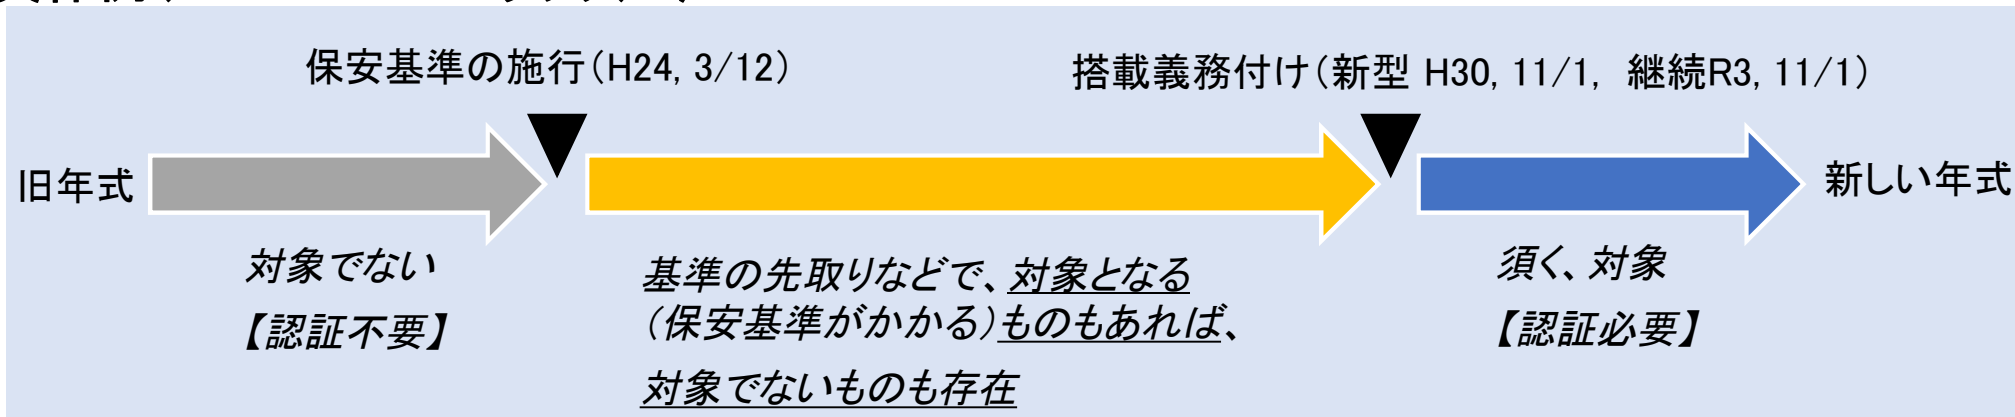 保安基準の施行(H24, 3/12)
搭載義務付け(新型 H30, 11/1, 継続R3, 11/1)
旧年式
新しい年式
対象でない
【認証不要】
基準の先取りなどで、対象となる
(保安基準がかかる)ものもあれば、
対象でないものも存在
須く、対象
【認証必要】